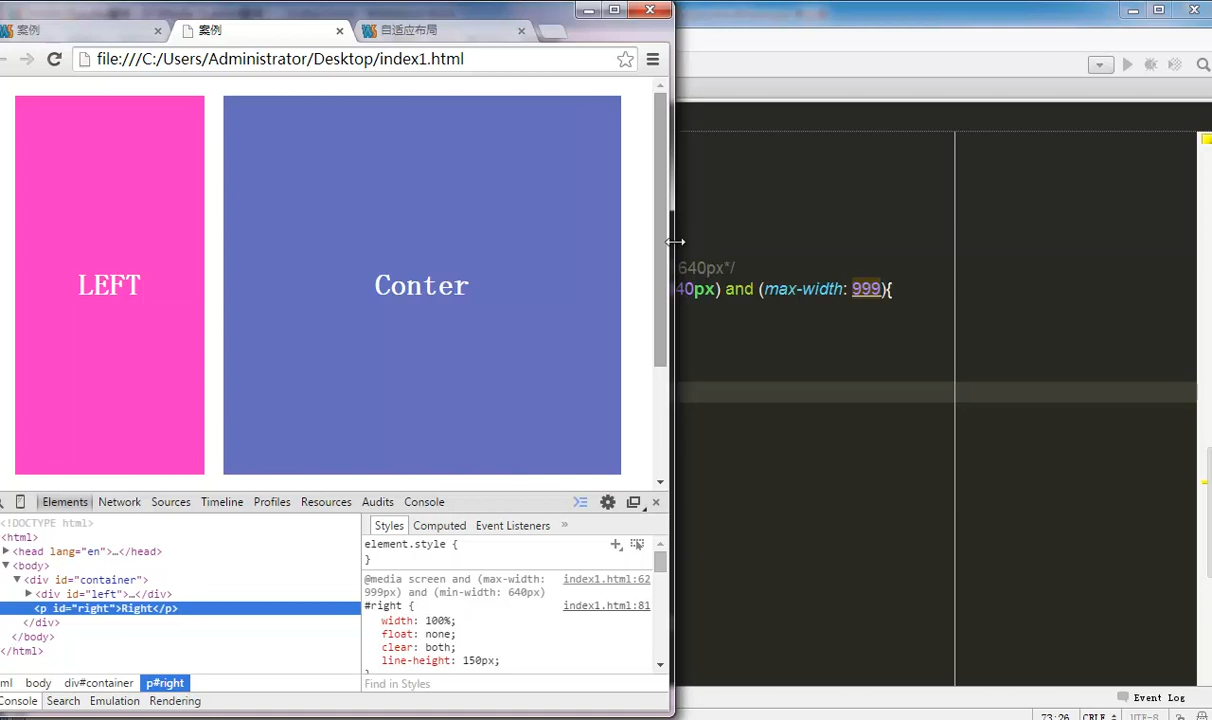 案例
案例
自适应布局
file:///C:/Users/Administrator/Desktop/index1.html
LEFT
Conter
640px*/
40px) and (max-width: 999){
Elements Network Sources Timeline Profiles Resources Audits Console
<!DOCTYPE html>
<html>
<head lang="en">…</head>
<body>
<div id="container">
<div id="left">…</div>
<p id="right">Right</p>
</div>
</body>
</html>
Styles Computed Event Listeners »
element.style {
}
@media screen and (max-width: index1.html:62
999px) and (min-width: 640px)
#right { index1.html:81
width: 100%;
float: none;
clear: both;
line-height: 150px;
ml body div#container p#right
Find in Styles
Console Search Emulation Rendering
Event Log
73:26 CRLF UTF-8